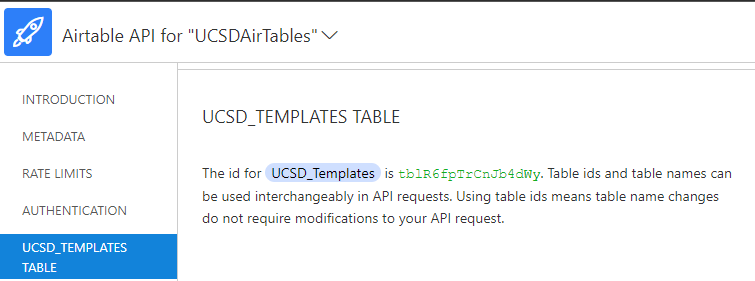 Airtable API for "UCSDAirTables"
INTRODUCTION
METADATA
RATE LIMITS
AUTHENTICATION
UCSD_TEMPLATES
TABLE
UCSD_TEMPLATES TABLE
The id for UCSD_Templates is tblR6fpTrCnJb4dWy. Table ids and table names can
be used interchangeably in API requests. Using table ids means table name changes
do not require modifications to your API request.